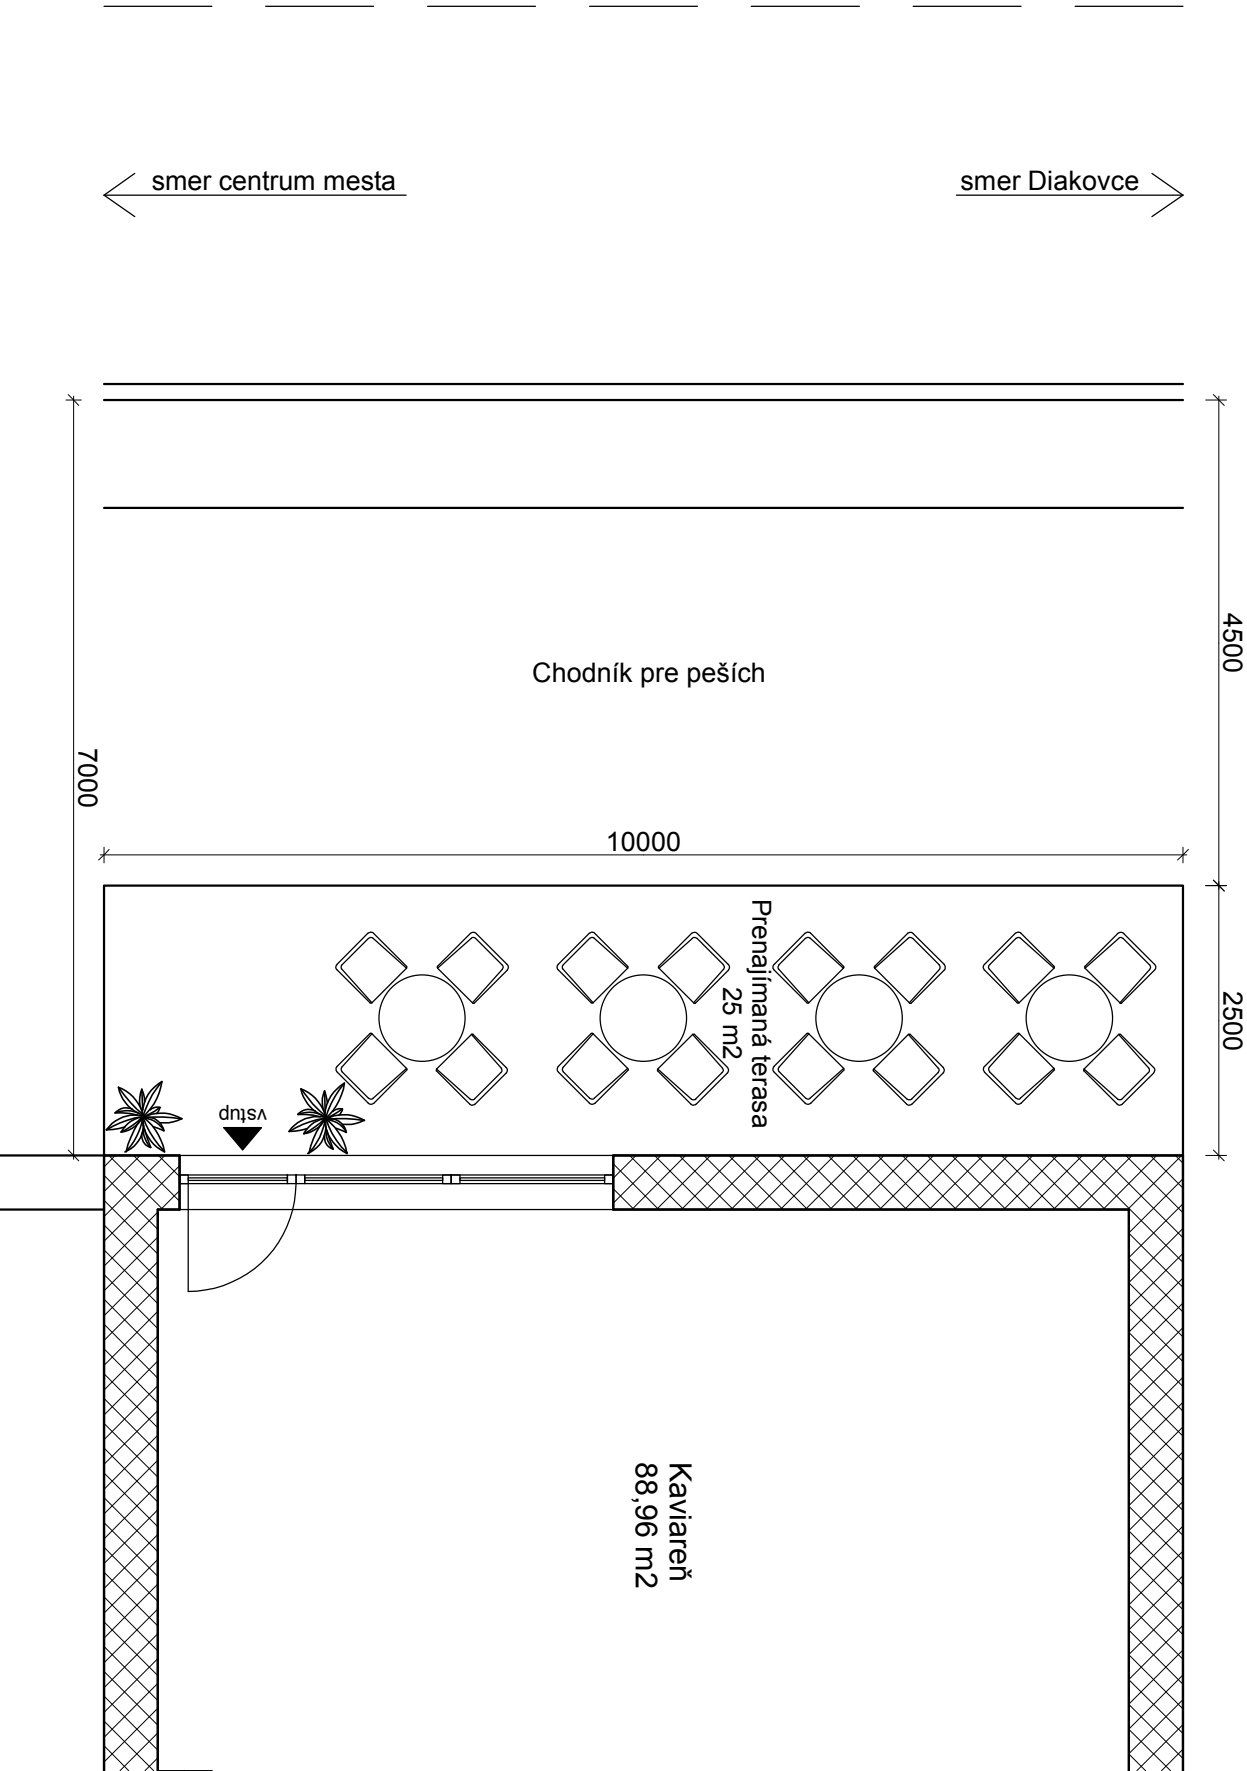 smer centrum mesta
smer Diakovce
4500
Chodník pre peších
7000
10000
Prenajímaná terasa
25 m2
2500
vstup
Kaviareň
88,96 m2